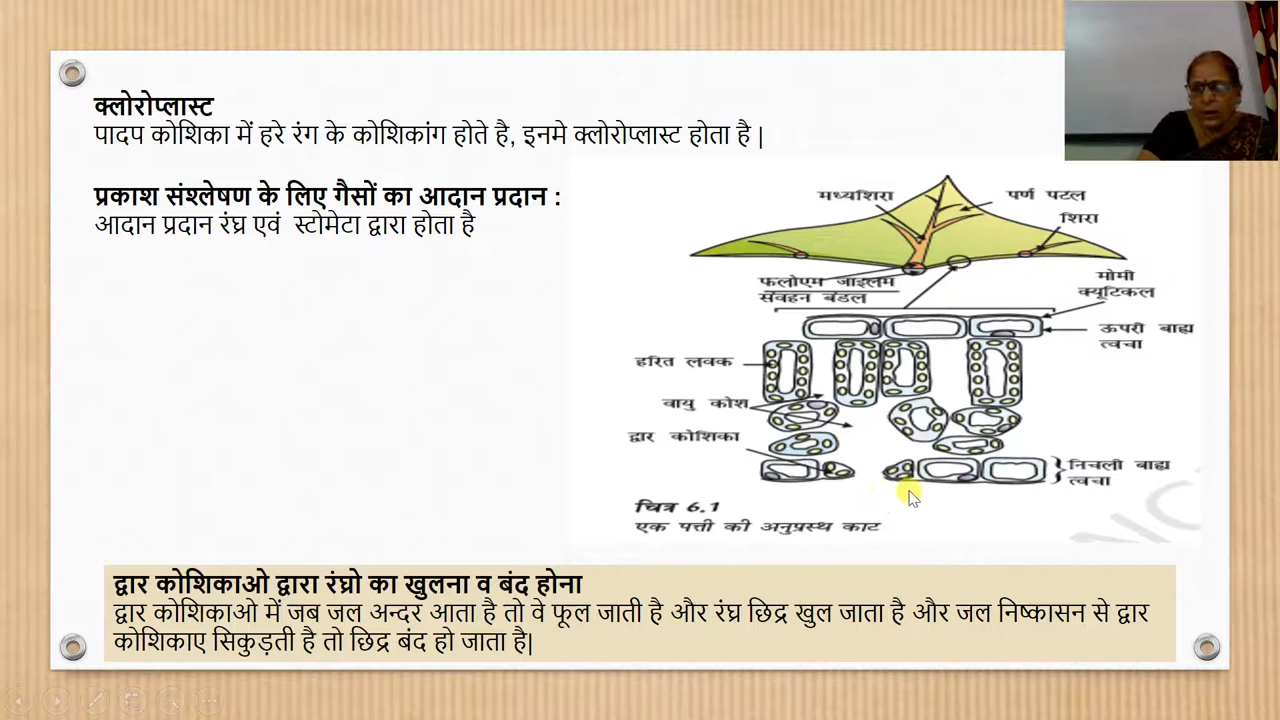 क्लोरोप्लास्ट
पादप कोशिका में हरे रंग के कोशिकांग होते है, इनमे क्लोरोप्लास्ट होता है |
प्रकाश संश्लेषण के लिए गैसों का आदान प्रदान :
आदान प्रदान रंघ्र एवं स्टोमेटा द्वारा होता है
मध्यशिरा
पर्ण पटल
शिरा
फलोएम जाइलम
संवहन बंडल
मोमी
क्यूटिकल
ऊपरी बाह्य
त्वचा
हरित लवक
वायु कोश
द्वार कोशिका
निचली बाह्य
त्वचा
चित्र 6.1
एक पत्ती की अनुप्रस्थ काट
द्वार कोशिकाओ द्वारा रंघ्रो का खुलना व बंद होना
द्वार कोशिकाओ में जब जल अन्दर आता है तो वे फूल जाती है और रंघ्र छिद्र खुल जाता है और जल निष्कासन से द्वार
कोशिकाए सिकुड़ती है तो छिद्र बंद हो जाता है|